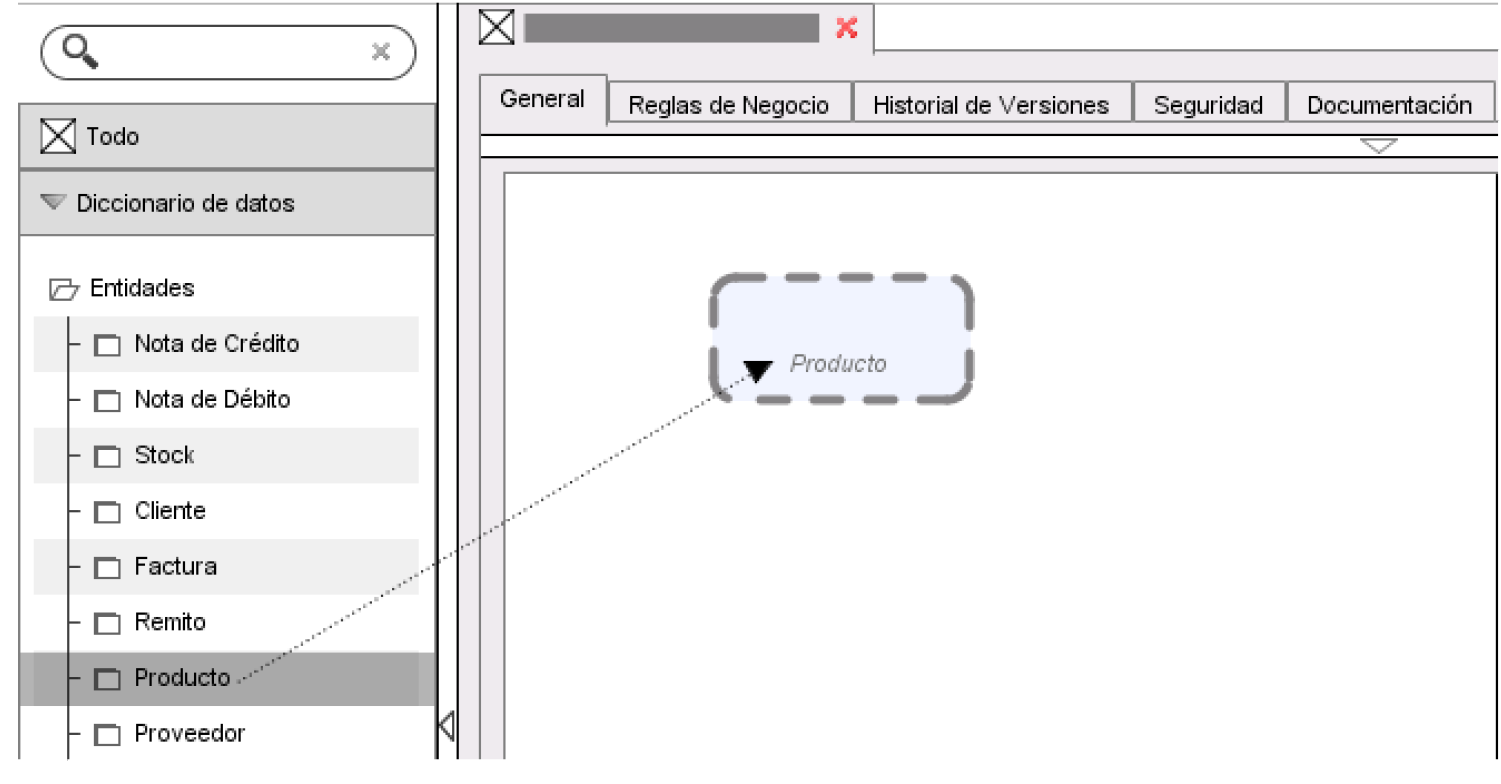 Todo
Diccionario de datos
Entidades
Nota de Crédito
Nota de Débito
Stock
Cliente
Factura
Remito
Producto
Proveedor
General
Reglas de Negocio
Historial de Versiones
Seguridad
Documentación
Producto